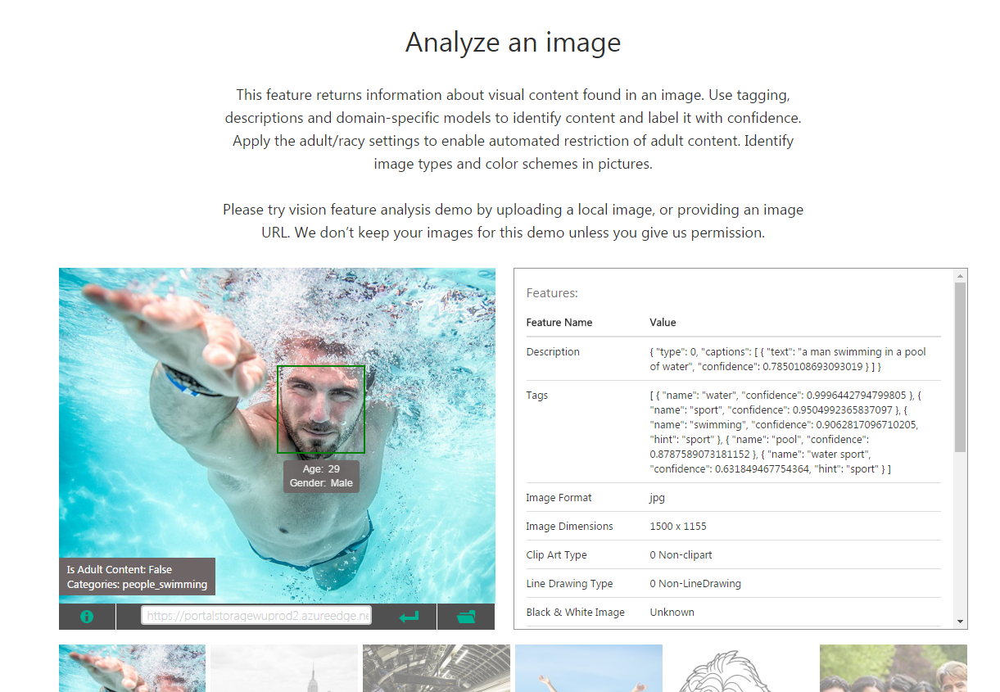 Analyze an image
This feature returns information about visual content found in an image. Use tagging,
descriptions and domain-specific models to identify content and label it with confidence.
Apply the adult/racy settings to enable automated restriction of adult content. Identify
image types and color schemes in pictures.
Please try vision feature analysis demo by uploading a local image, or providing an image
URL. We don’t keep your images for this demo unless you give us permission.
Age: 29
Gender: Male
Is Adult Content: False
Categories: people_swimming
https://portalstoragewuprod2.azureedge.ne
Features:
Feature Name Value
Description { "type": 0, "captions": [ { "text": "a man swimming in a pool
of water", "confidence": 0.7850108693093019 } ] }
Tags [ { "name": "water", "confidence": 0.9996442794799805 }, {
"name": "sport", "confidence": 0.9504992365837097 }, {
"name": "swimming", "confidence": 0.9062817096710205,
"hint": "sport" }, { "name": "pool", "confidence":
0.8787589073181152 }, { "name": "water sport",
"confidence": 0.631849467754364, "hint": "sport" } ]
Image Format jpg
Image Dimensions 1500 x 1155
Clip Art Type 0 Non-clipart
Line Drawing Type 0 Non-LineDrawing
Black & White Image Unknown